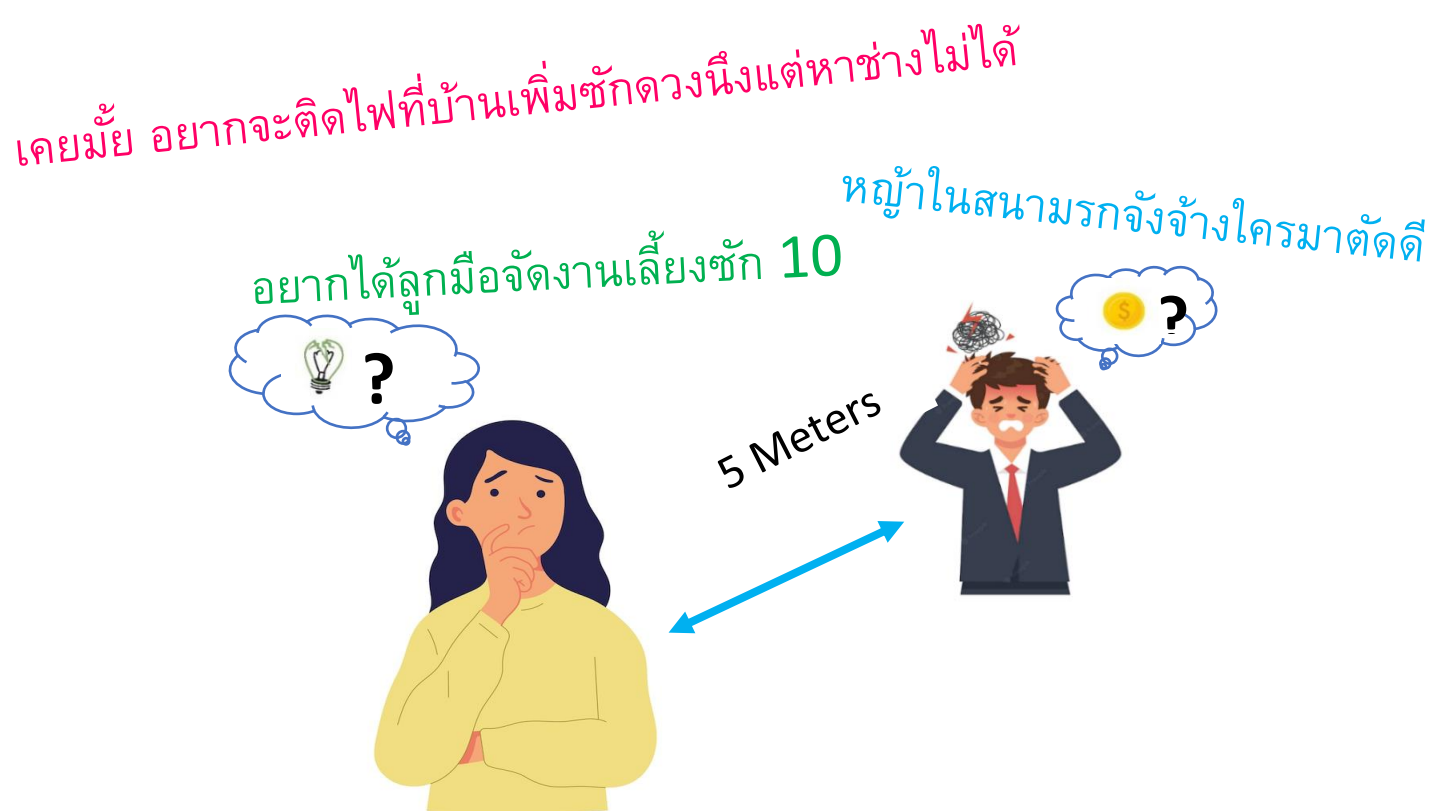 เคยมั้ย อยากจะติดไฟที่บ้านเพิ่มซักดวงนึงแต่หาช่างไม่ได้
หญ้าในสนามรกจังจ้างใครมาตัดดี
อยากได้ลูกมือจัดงานเลี้ยงซัก 10
?
$ ?
5 Meters